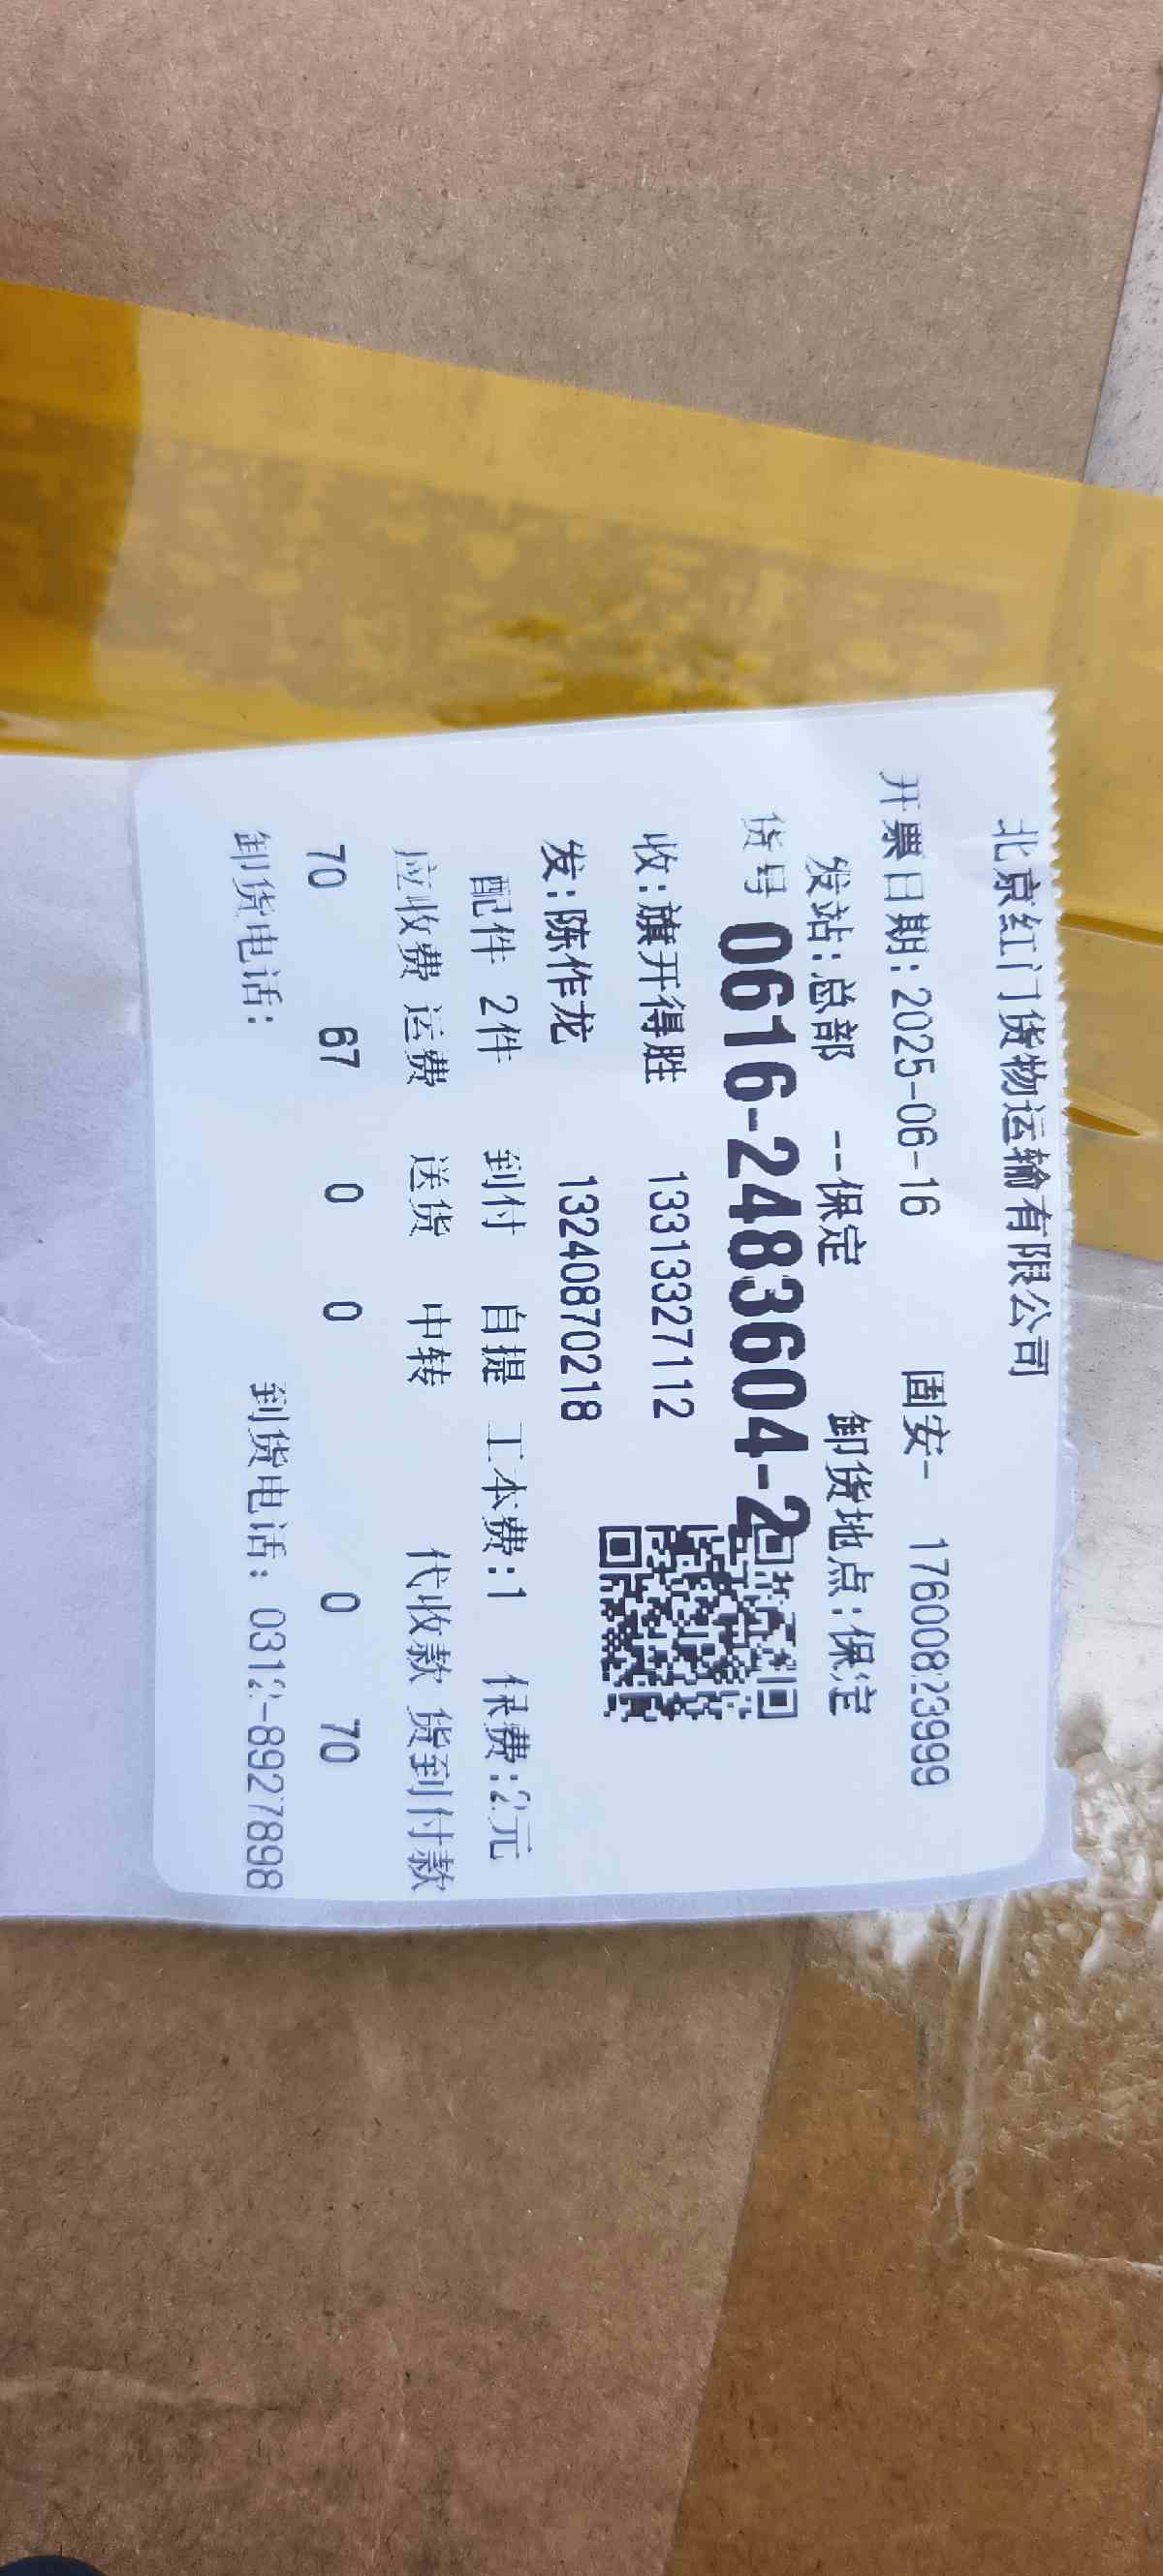 北京红门货物运输有限公司
开票日期:2025-06-16 固安- 17600823999
发站:总部 --保定 卸货地点:保定
货号 0616-2483604-2
收:旗开得胜 13313327112
发:陈作龙 13240870218
配件 2件 到付 自提 工本费:1 保费:2元
应收费 运费 送货 中转 代收款 货到付款
70 67 0 0 0 70
卸货电话: 到货电话: 0312-8927898